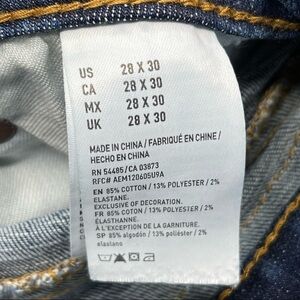 US 28 X 30
CA 28 X 30
MX 28 X 30
UK 28 X 30
MADE IN CHINA / FABRIQUÉ EN CHINE /
HECHO EN CHINA
RN 54485/ CA 03873
RFC# AEM120605U9A
EN 85% COTTON / 13% POLYESTER / 2%
ELASTANE.
EXCLUSIVE OF DECORATION.
FR 85% COTON / 13% POLYESTER / 2%
ELASTHANNE.
À L'EXCEPTION DE LA GARNITURE.
SP 85% algodón / 13% poliéster / 2%
elastano